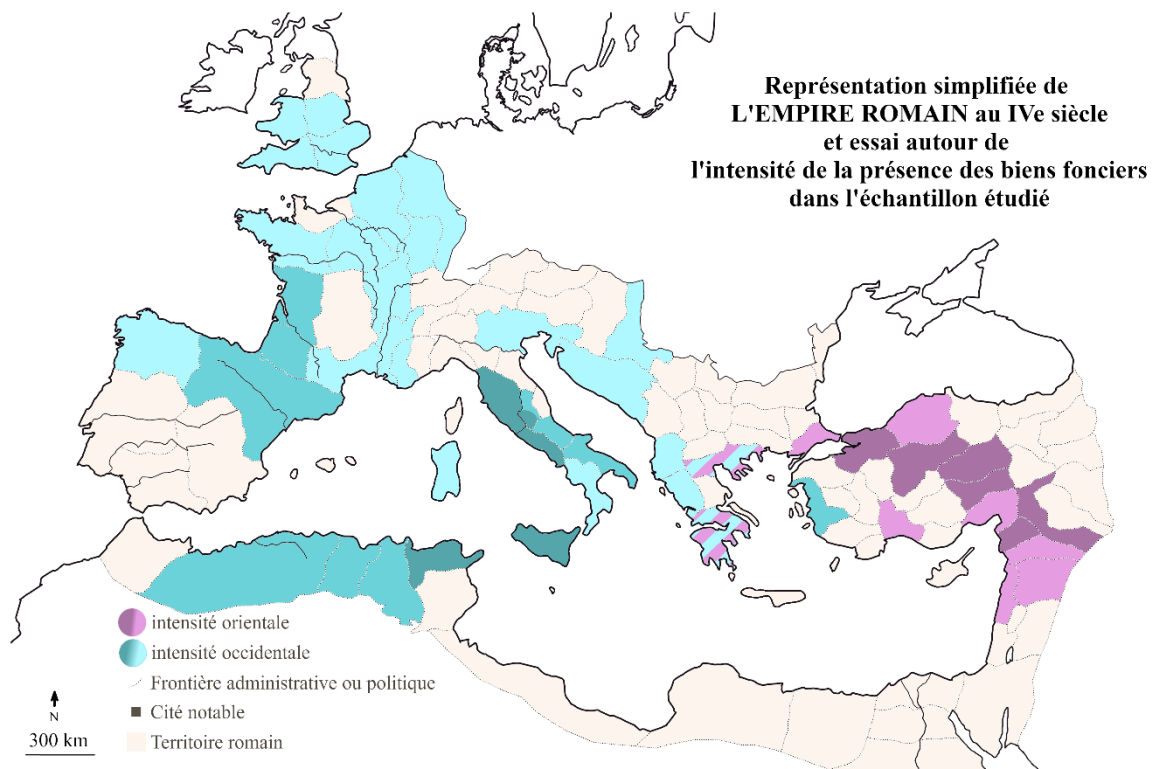 Représentation simplifiée de
L'EMPIRE ROMAIN au IVe siècle
et essai autour de
l'intensité de la présence des biens fonciers
dans l'échantillon étudié
intensité orientale
intensité occidentale
Frontière administrative ou politique
Cité notable
Territoire romain
N
300 km